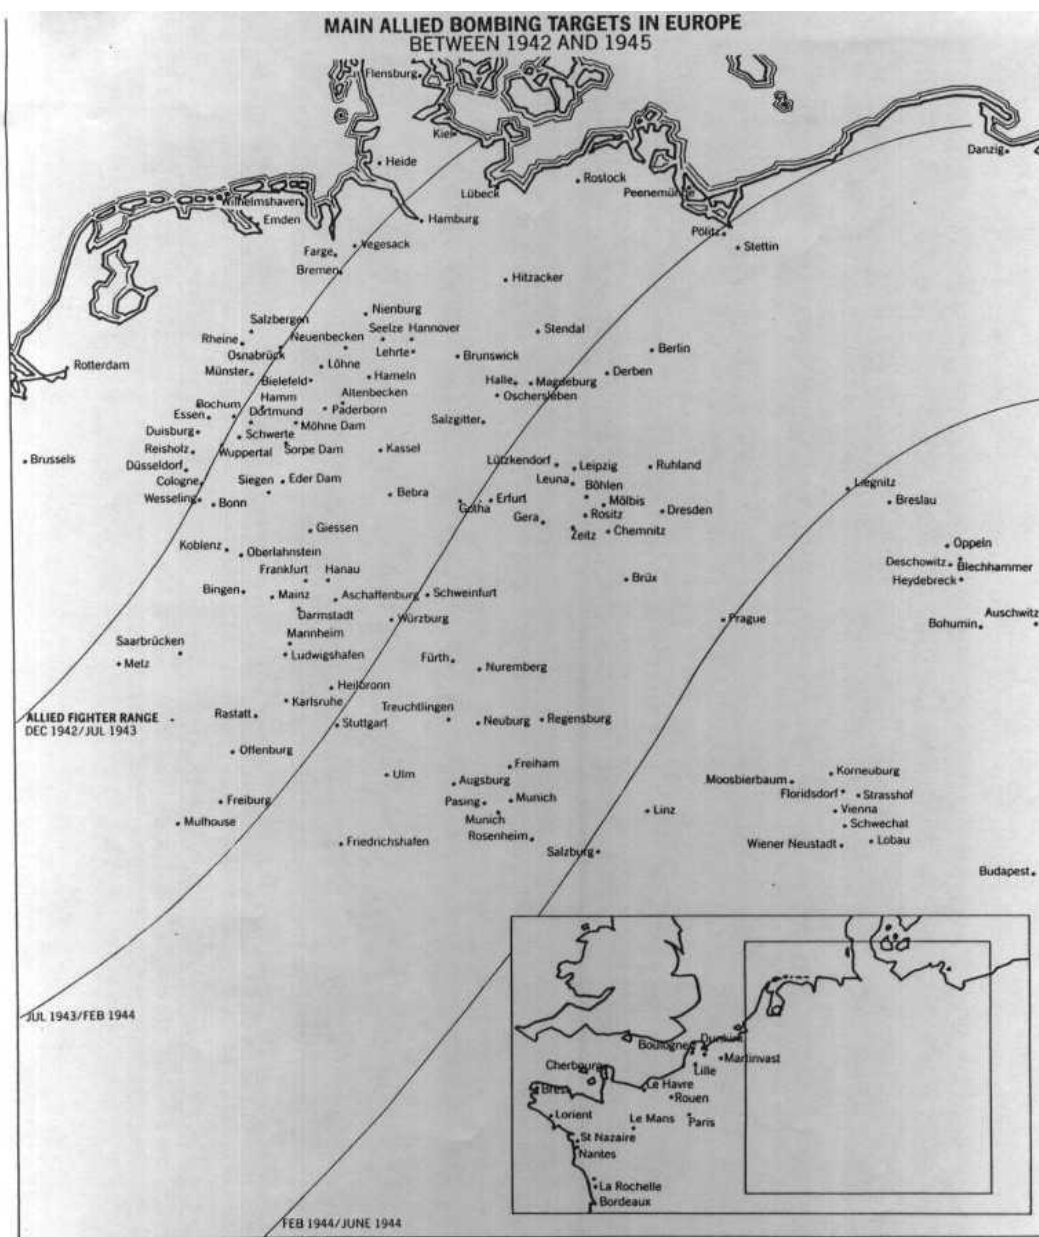 MAIN ALLIED BOMBING TARGETS IN EUROPE
BETWEEN 1942 AND 1945
Flensburg
Kiel
Danzig
Heide
Rostock
Lübeck
Peenemünde
Wilhelmshaven
Emden
Hamburg
Pölitz
Stettin
Vegesack
Farge
Bremen
Hitzacker
Nienburg
Salzbergen
Rheine
Neuenbecken
Seelze
Hannover
Stendal
Osnabrück
Lehrte
Brunswick
Berlin
Rotterdam
Löhne
Münster
Bielefeld
Hameln
Halle
Magdeburg
Derben
Hamm
Altenbecken
Oschersleben
Bochum
Essen
Dortmund
Paderborn
Salzgitter
Duisburg
Möhne Dam
Schwerte
Reisholz
Wuppertal
Sorpe Dam
Kassel
Brussels
Düsseldorf
Lützkendorf
Leipzig
Ruhland
Cologne
Siegen
Eder Dam
Leuna
Böhlen
Liegnitz
Wesseling
Bonn
Bebra
Gotha
Erfurt
Mölbis
Breslau
Gera
Rositz
Dresden
Giessen
Zeitz
Chemnitz
Koblenz
Oberlahnstein
Oppeln
Deschowitz
Blechhammer
Frankfurt
Hanau
Brüx
Heydebreck
Bingen
Mainz
Aschaffenburg
Schweinfurt
Darmstadt
Würzburg
Prague
Auschwitz
Bohumin
Saarbrücken
Mannheim
Metz
Ludwigshafen
Fürth
Nuremberg
Heilbronn
Karlsruhe
Treuchtlingen
ALLIED FIGHTER RANGE
DEC 1942/JUL 1943
Rastatt
Stuttgart
Neuburg
Regensburg
Offenburg
Freiham
Ulm
Augsburg
Moosbierbaum
Korneuburg
Floridsdorf
Strasshof
Freiburg
Pasing
Munich
Linz
Vienna
Mulhouse
Munich
Schwechat
Friedrichshafen
Rosenheim
Salzburg
Wiener Neustadt
Lobau
Budapest
JUL 1943/FEB 1944
Boulogne
Dunkirk
Martinvast
Cherbourg
Lille
Brest
Le Havre
Rouen
Lorient
Le Mans
Paris
St Nazaire
Nantes
La Rochelle
Bordeaux
FEB 1944/JUNE 1944